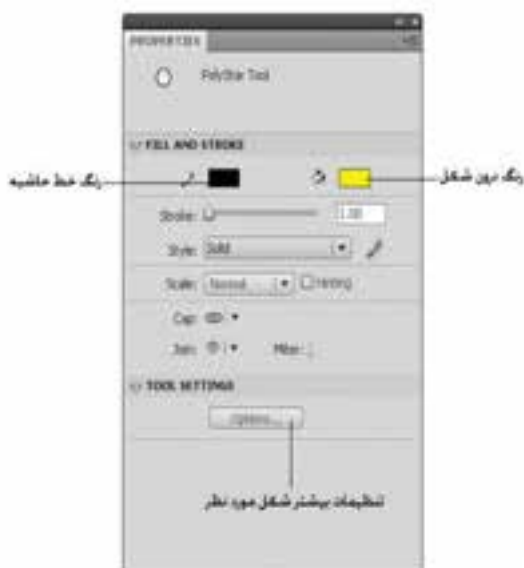 PROPERTIES
PolyStar Tool
FILL AND STROKE
رنگ خط حاشیه
رنگ درون شکل
Stroke: 1.00
Style: Solid
Scale: Normal Hinting
Cap:
Join: Miter:
TOOL SETTINGS
Options...
تنظیمات بیشتر شکل مورد نظر